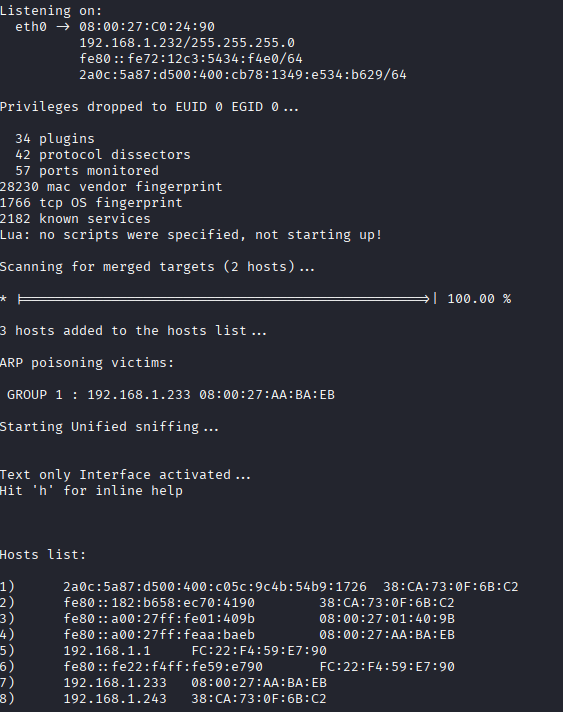 Listening on:
  eth0 -> 08:00:27:C0:24:90
          192.168.1.232/255.255.255.0
          fe80::fe72:12c3:5434:f4e0/64
          2a0c:5a87:d500:400:cb78:1349:e534:b629/64
Privileges dropped to EUID 0 EGID 0...
  34 plugins
  42 protocol dissectors
  57 ports monitored
28230 mac vendor fingerprint
1766 tcp OS fingerprint
2182 known services
Lua: no scripts were specified, not starting up!
Scanning for merged targets (2 hosts)...
* |==================================================>| 100.00 %
3 hosts added to the hosts list...
ARP poisoning victims:
 GROUP 1 : 192.168.1.233 08:00:27:AA:BA:EB
Starting Unified sniffing...
Text only Interface activated...
Hit 'h' for inline help
Hosts list:
1)      2a0c:5a87:d500:400:c05c:9c4b:54b9:1726  38:CA:73:0F:6B:C2
2)      fe80::182:b658:ec70:4190        38:CA:73:0F:6B:C2
3)      fe80::a00:27ff:fe01:409b        08:00:27:01:40:9B
4)      fe80::a00:27ff:feaa:baeb        08:00:27:AA:BA:EB
5)      192.168.1.1     FC:22:F4:59:E7:90
6)      fe80::fe22:f4ff:fe59:e790       FC:22:F4:59:E7:90
7)      192.168.1.233   08:00:27:AA:BA:EB
8)      192.168.1.243   38:CA:73:0F:6B:C2